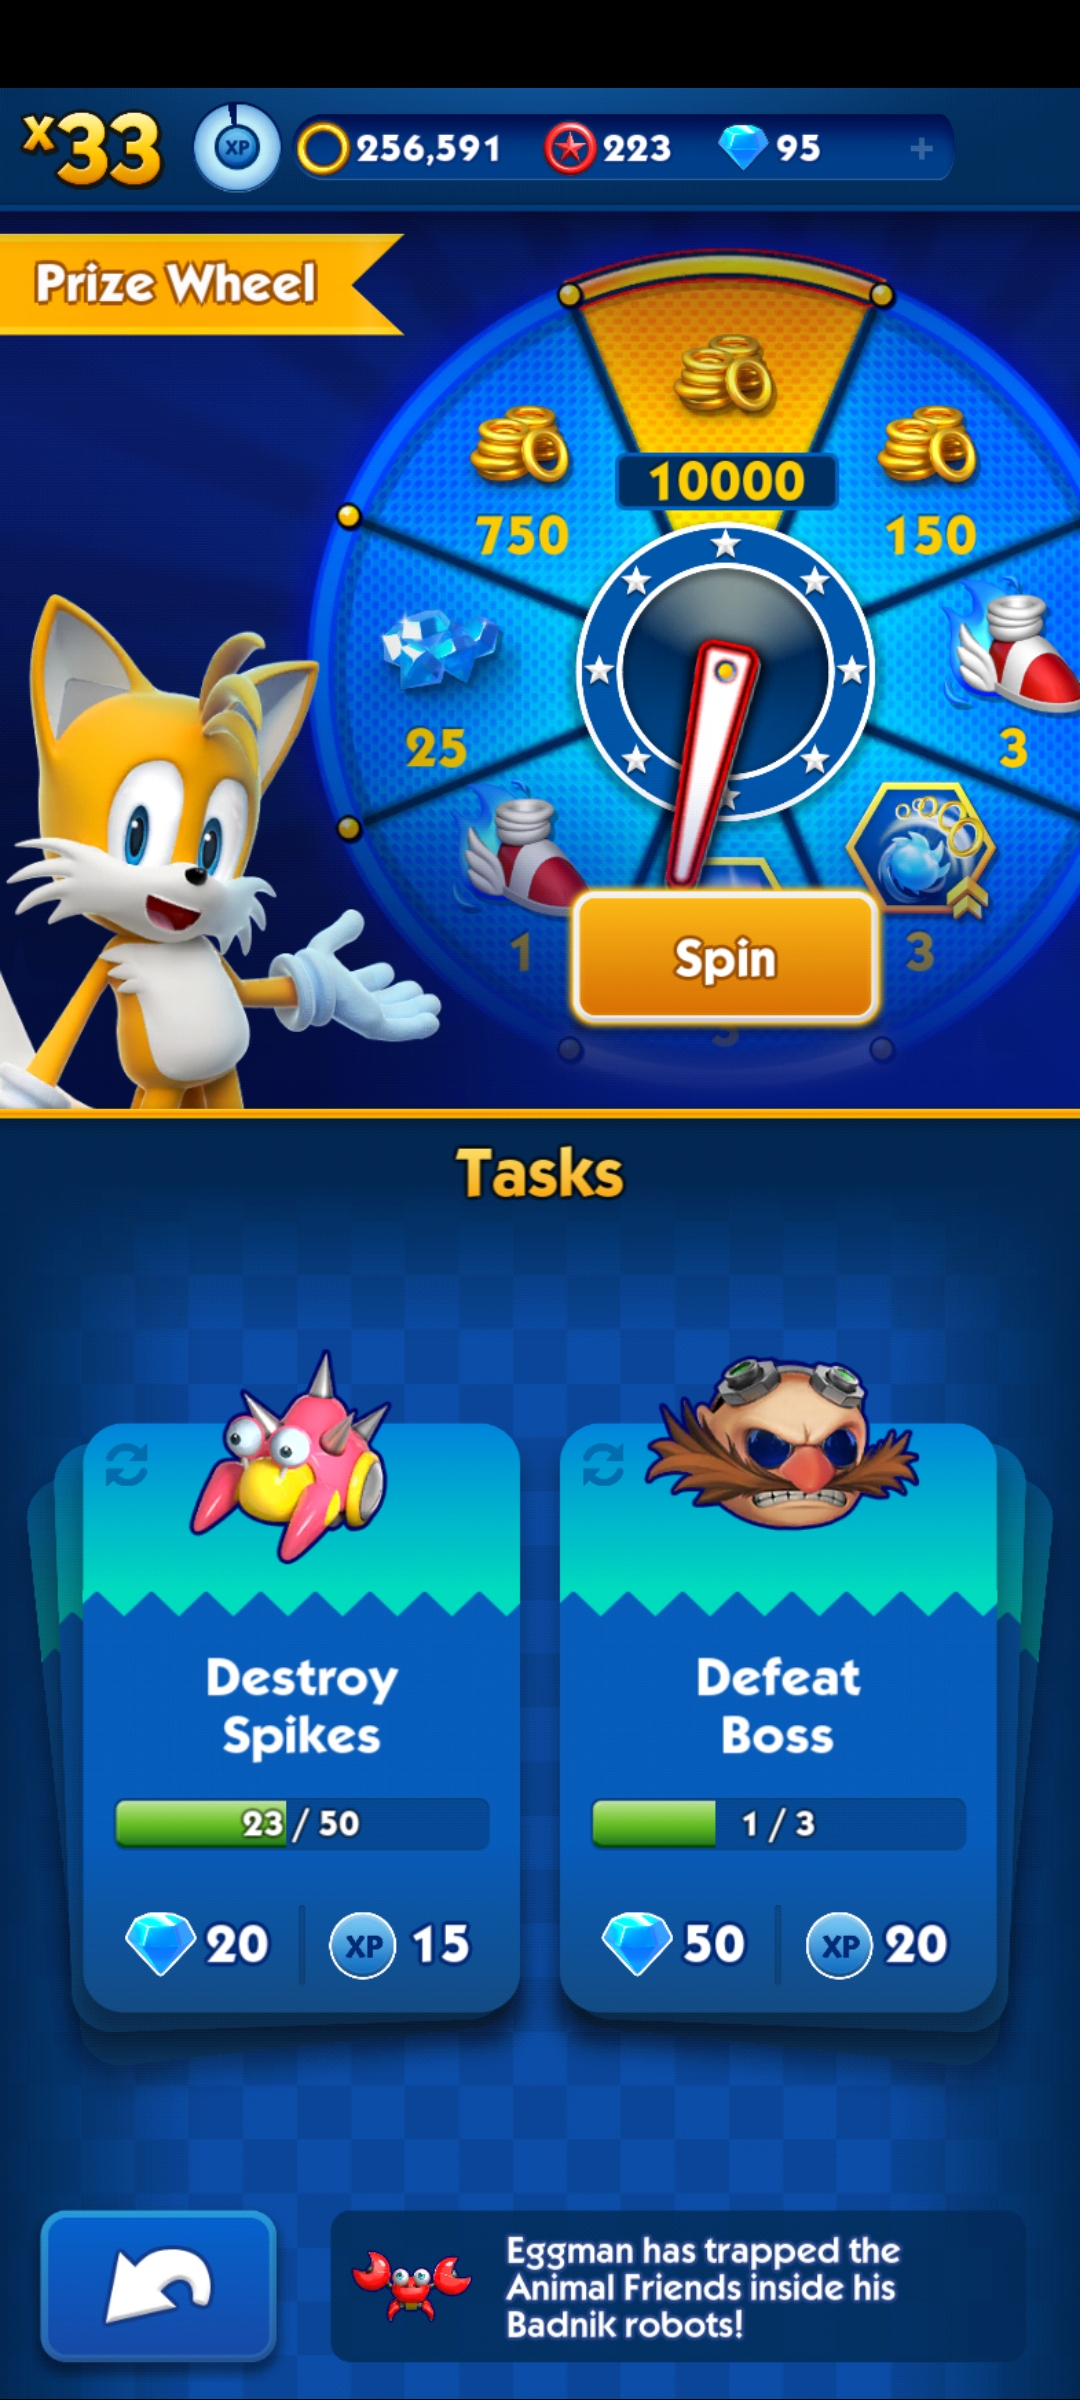 x33
XP
256,591
223
95
+
Prize Wheel
10000
750
150
25
3
1
3
Spin
3
Tasks
Destroy
Spikes
23 / 50
20
XP
15
Defeat
Boss
1 / 3
50
XP
20
Eggman has trapped the
Animal Friends inside his
Badnik robots!